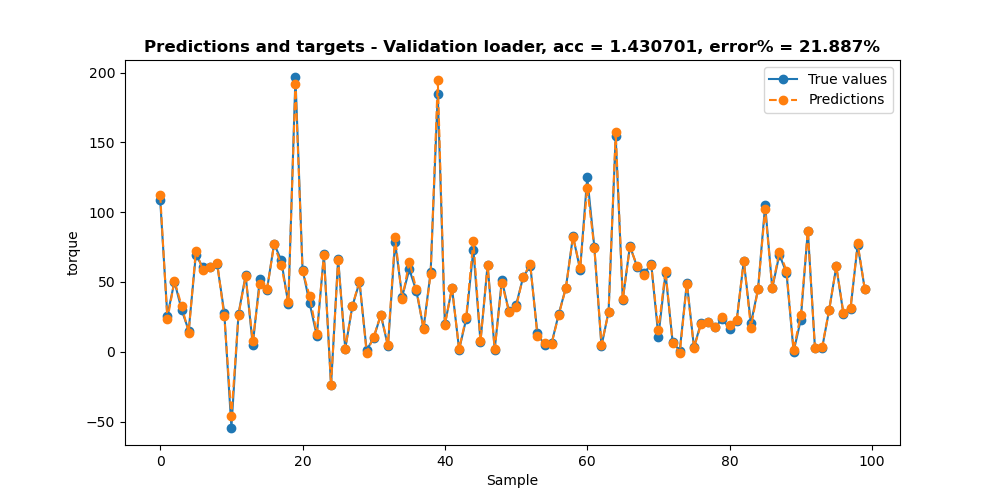 Predictions and targets - Validation loader, acc = 1.430701, error% = 21.887%
True values
Predictions
torque
200
150
100
50
0
−50
0 20 40 60 80 100
Sample